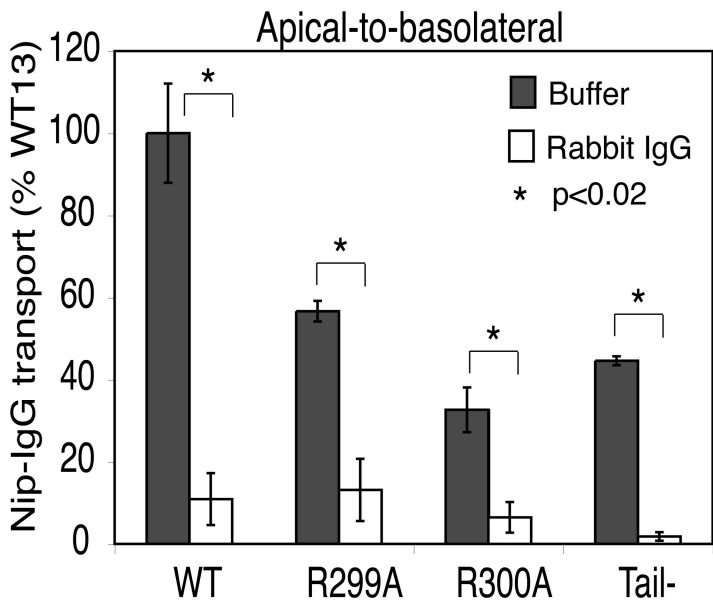 Apical-to-basolateral
Nip-IgG transport (% WT13)
120
100
80
60
40
20
0
*
*
*
*
Buffer
Rabbit IgG
* p<0.02
WT R299A R300A Tail-